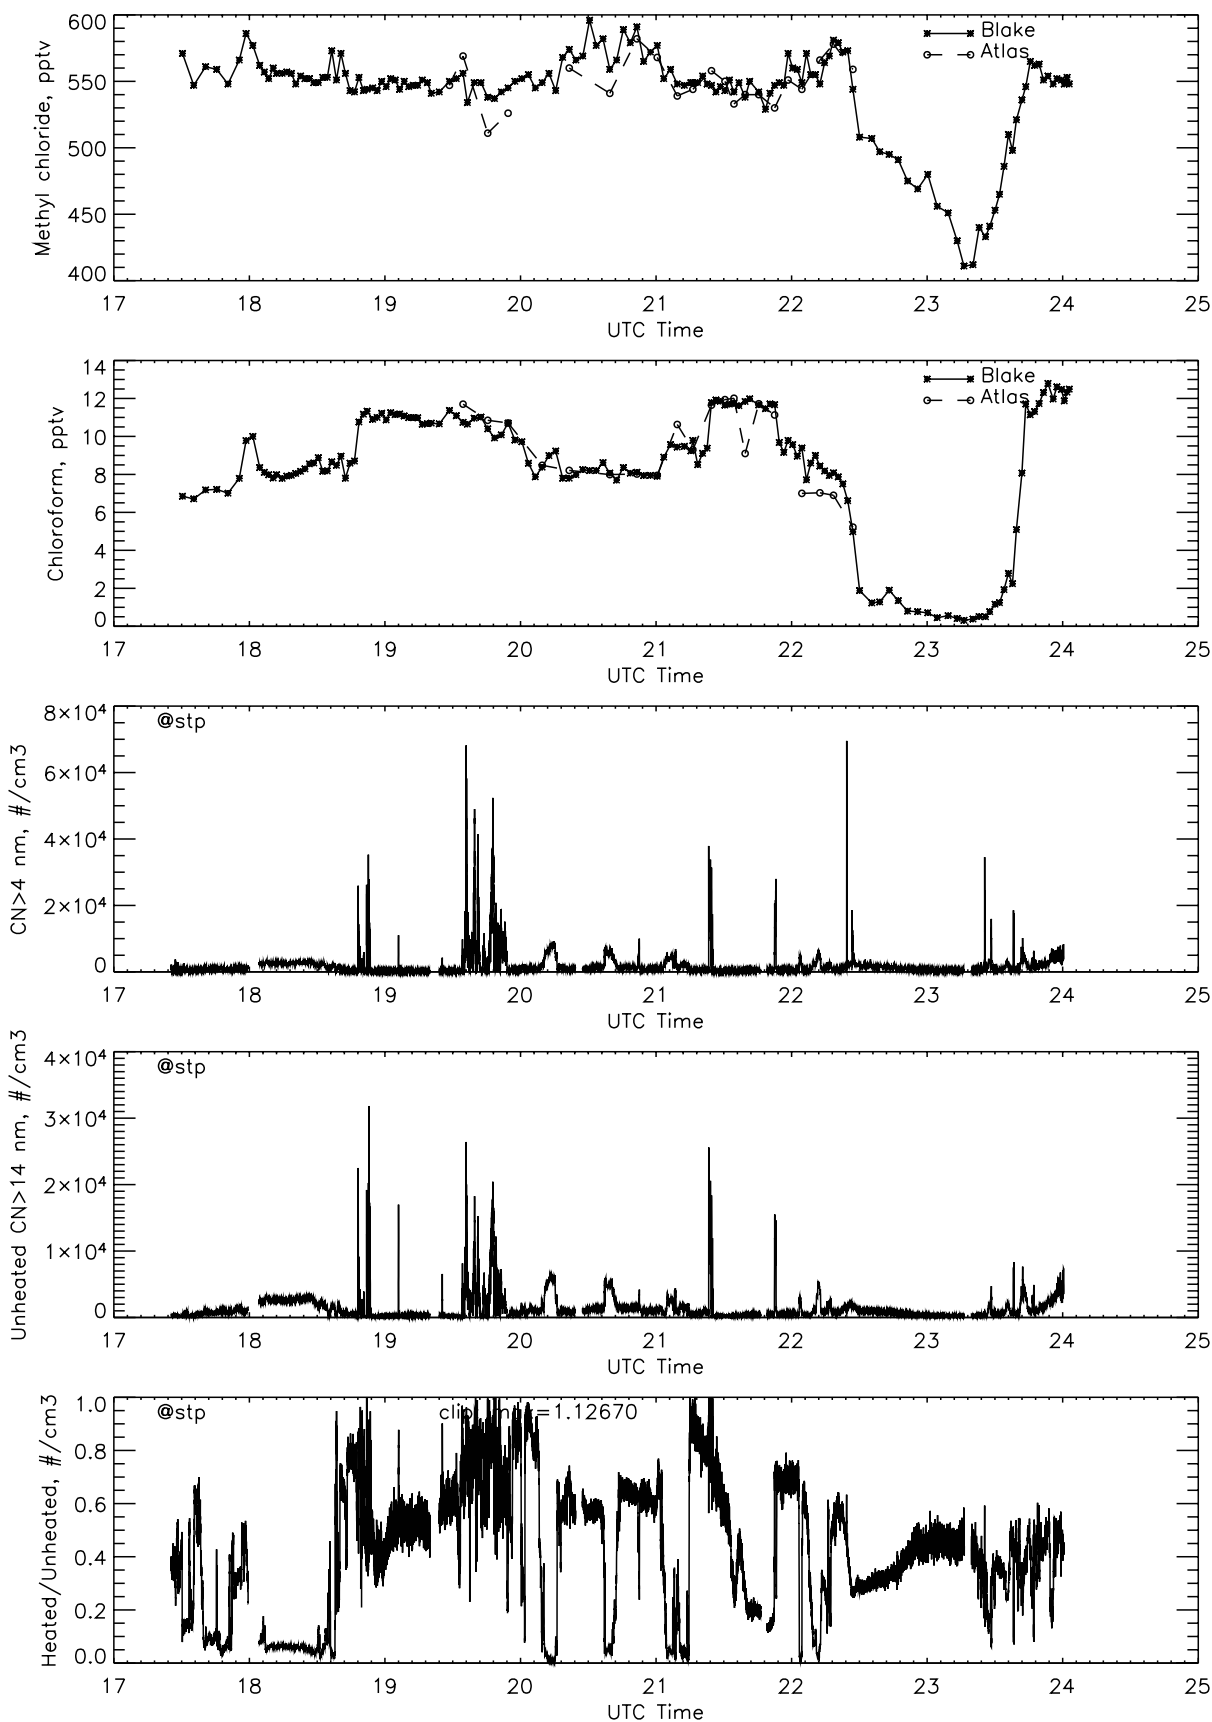 600
550
500
450
400
Methyl chloride, pptv
Blake
Atlas
17 18 19 20 21 22 23 24 25
UTC Time
14
12
10
8
6
4
2
0
Chloroform, pptv
Blake
Atlas
17 18 19 20 21 22 23 24 25
UTC Time
8×10⁴
6×10⁴
4×10⁴
2×10⁴
0
CN>4 nm, #/cm3
@stp
17 18 19 20 21 22 23 24 25
UTC Time
4×10⁴
3×10⁴
2×10⁴
1×10⁴
0
Unheated CN>14 nm, #/cm3
@stp
17 18 19 20 21 22 23 24 25
UTC Time
1.0
0.8
0.6
0.4
0.2
0.0
Heated/Unheated, #/cm3
@stp
=1.12670
17 18 19 20 21 22 23 24 25
UTC Time